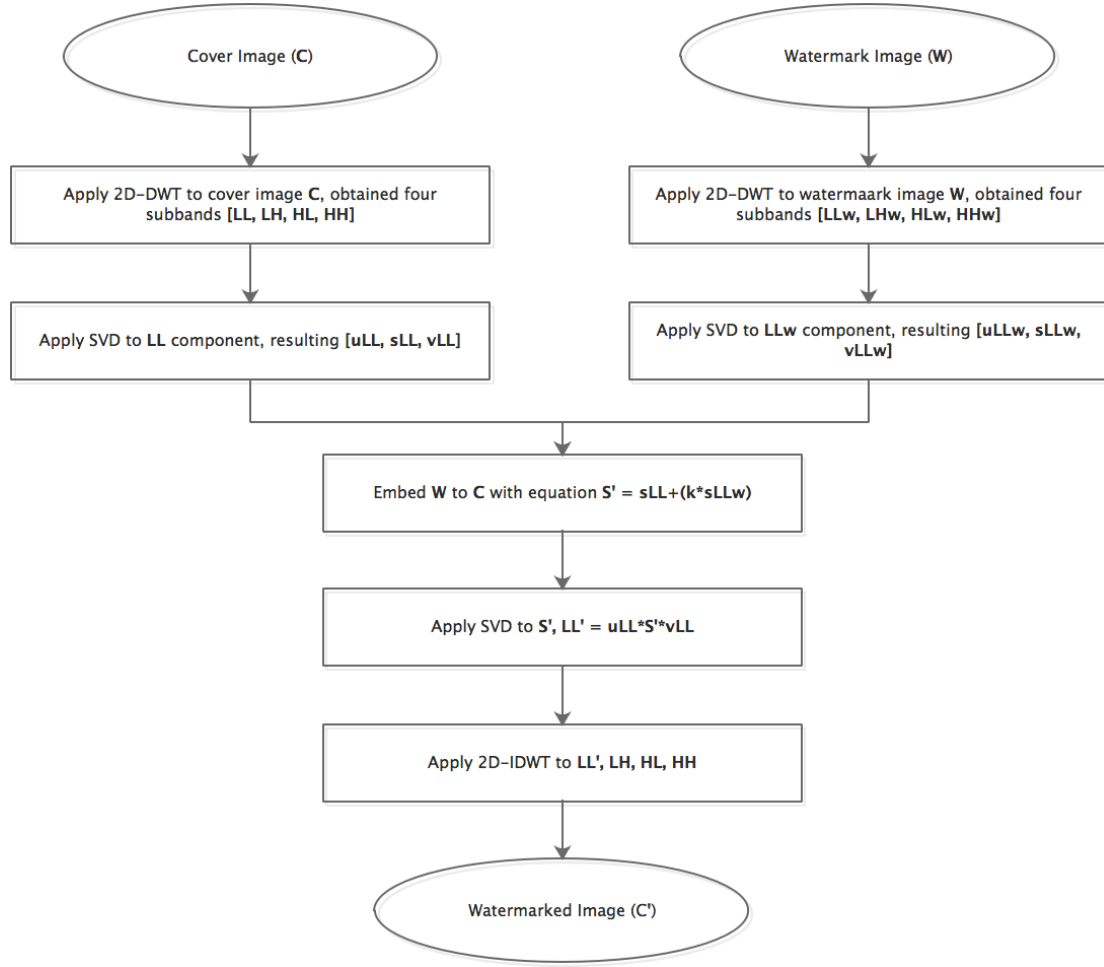 Cover Image (C)
Watermark Image (W)
Apply 2D-DWT to cover image C, obtained four
subbands [LL, LH, HL, HH]
Apply 2D-DWT to watermaark image W, obtained four
subbands [LLw, LHw, HLw, HHw]
Apply SVD to LL component, resulting [uLL, sLL, vLL]
Apply SVD to LLw component, resulting [uLLw, sLLw,
vLLw]
Embed W to C with equation S' = sLL+(k*sLLw)
Apply SVD to S', LL' = uLL*S'*vLL
Apply 2D-IDWT to LL', LH, HL, HH
Watermarked Image (C')